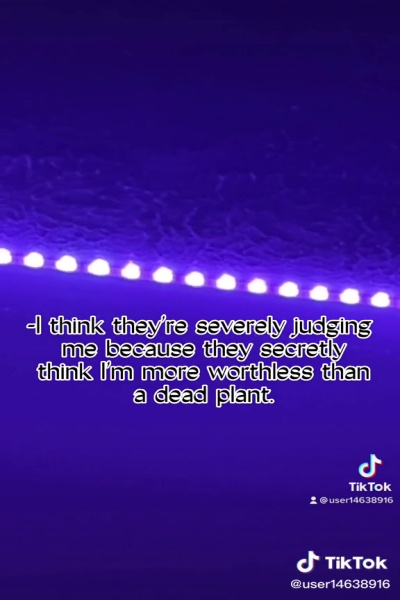 -I think they're severely judging
me because they secretly
think I'm more worthless than
a dead plant.
TikTok
@user14638916
TikTok
@user14638916